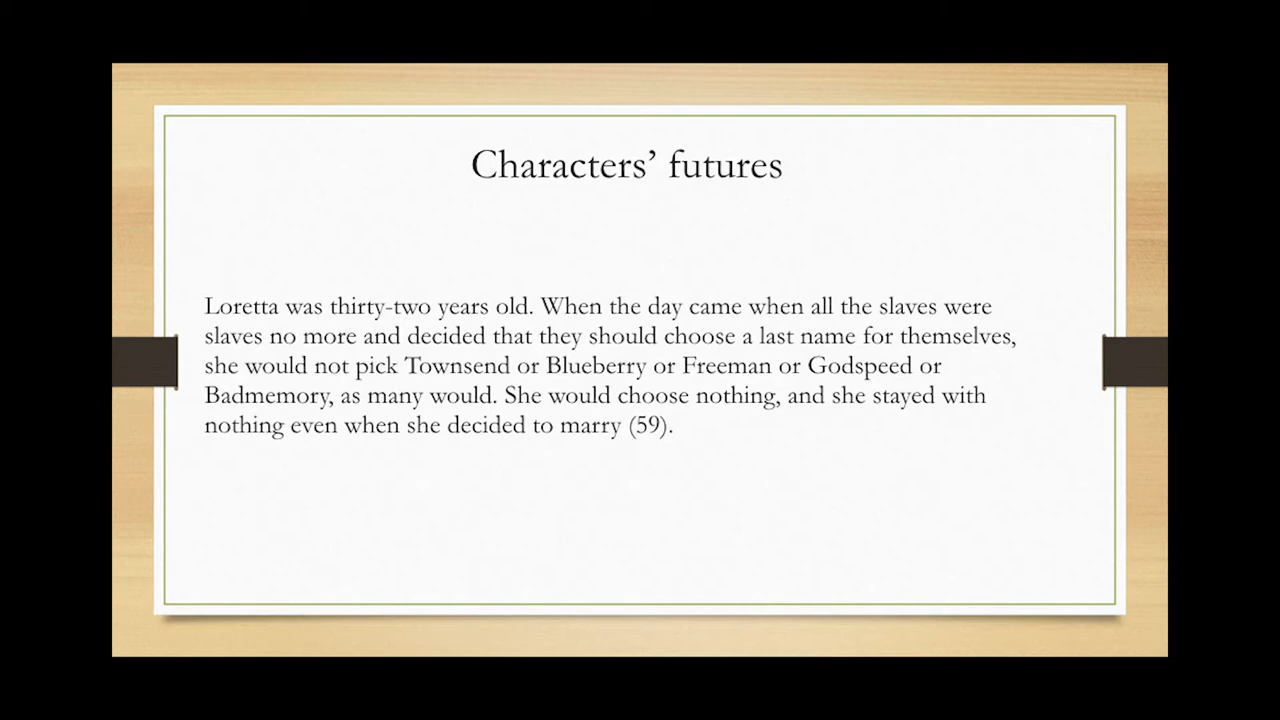 Characters’ futures
Loretta was thirty-two years old. When the day came when all the slaves were
slaves no more and decided that they should choose a last name for themselves,
she would not pick Townsend or Blueberry or Freeman or Godspeed or
Badmemory, as many would. She would choose nothing, and she stayed with
nothing even when she decided to marry (59).